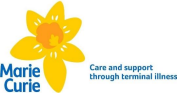 Marie
Curie
Care and support
through terminal illness